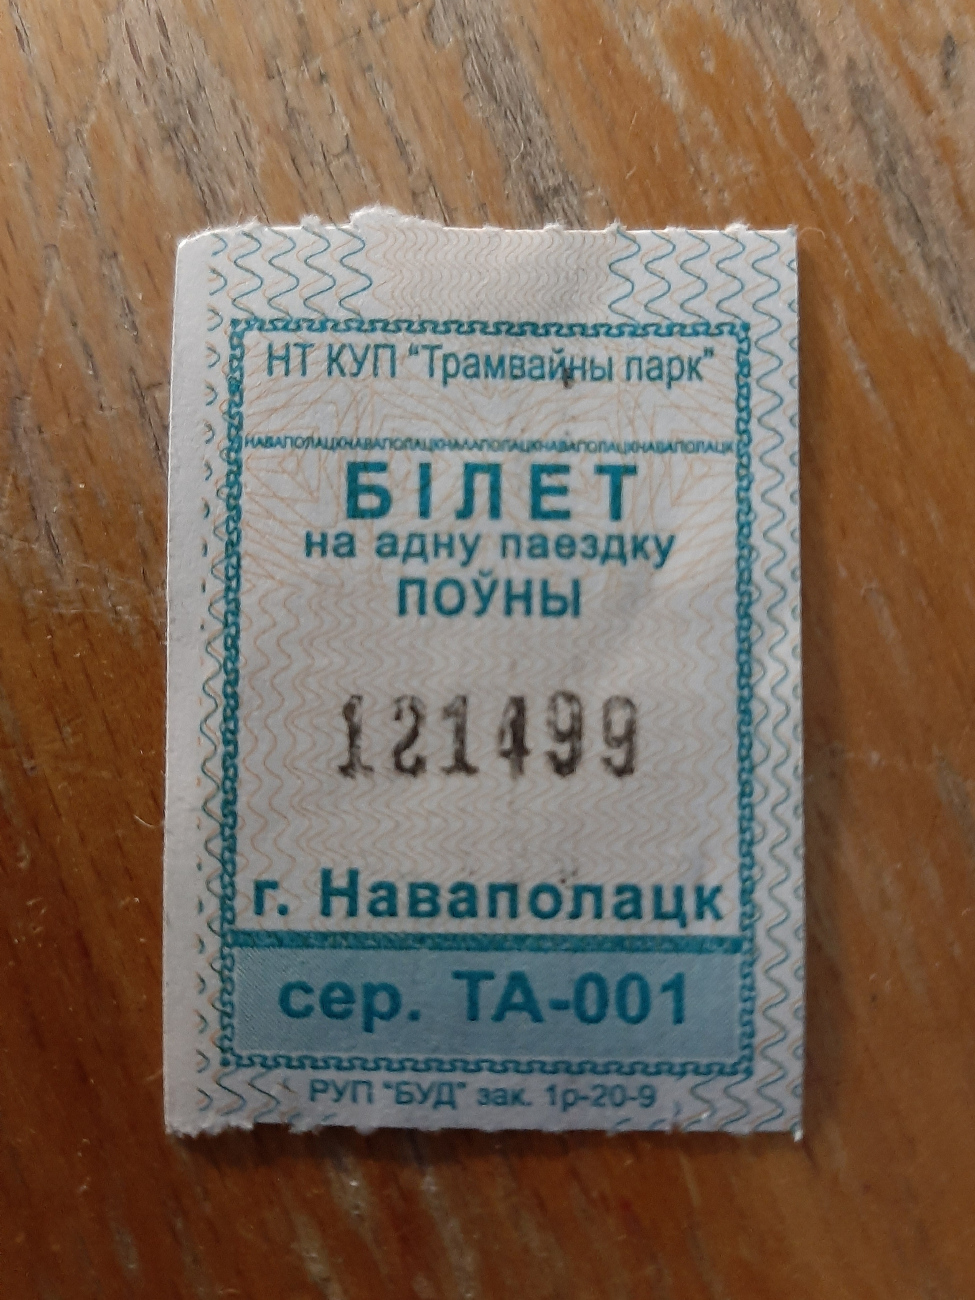 НТ КУП "Трамвайны парк"
НАВАПОЛАЦКНАВАПОЛАЦКНААПОЛАЦКНАВАПОЛАЦКНАВАПОЛАЦК
БІЛЕТ
на адну паездку
ПОЎНЫ
121499
г. Наваполацк
сер. ТА-001
РУП "БУД" зак. 1р-20-9